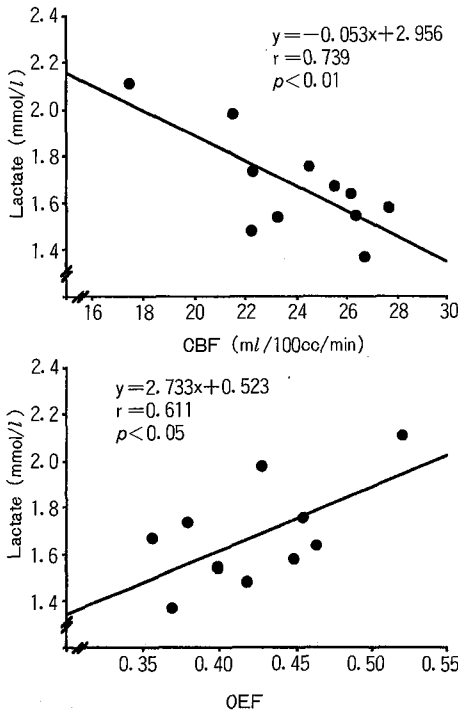 2.4
2.2
2.0
1.8
1.6
1.4
Lactate (mmol/l)
y=−0.053x+2.956
r=0.739
p<0.01
16 18 20 22 24 26 28 30
CBF (ml/100cc/min)
2.4
2.2
2.0
1.8
1.6
1.4
Lactate (mmol/l)
y=2.733x+0.523
r=0.611
p<0.05
0.35 0.40 0.45 0.50 0.55
OEF